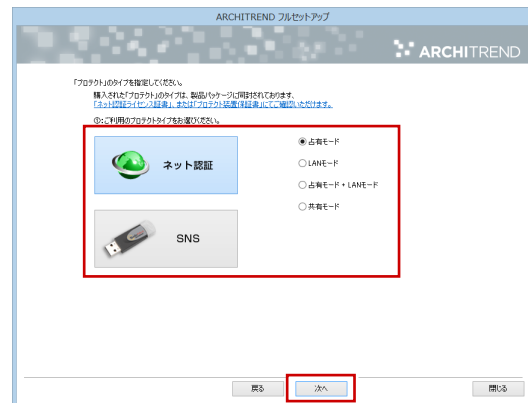 ARCHITREND フルセットアップ
ARCHITREND
「プロテクト」のタイプを指定してください。
購入された「プロテクト」のタイプは、製品パッケージに同封されております、
「ネット認証ライセンス証書」、または「プロテクト装置保証書」にてご確認いただけます。
①:ご利用のプロテクトタイプをお選びください。
ネット認証
占有モード
LANモード
占有モード + LANモード
共有モード
SNS
戻る
次へ
閉じる